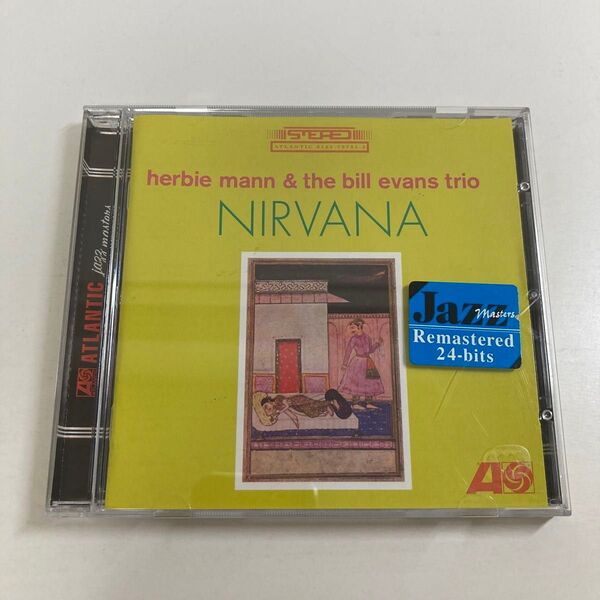 STEREO
herbie mann & the bill evans trio
NIRVANA
Jazz
Masters
Remastered
24-bits
ATLANTIC jazz masters